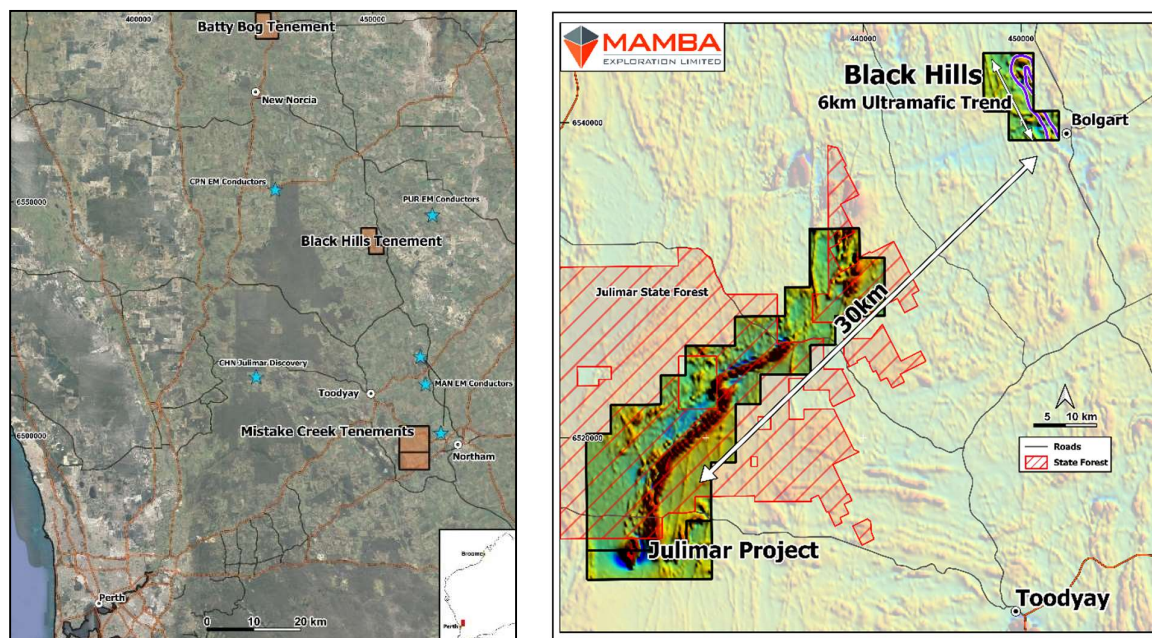 400000
450000
Batty Bog Tenement
New Norcia
CPN EM Conductors
6550000
PUR EM Conductors
Black Hills Tenement
CHN Julimar Discovery
MAN EM Conductors
Toodyay
6500000
Mistake Creek Tenements
Northam
Broome
Perth
Perth
0 10 20 km
MAMBA
EXPLORATION LIMITED
440000
450000
Black Hills
6km Ultramafic Trend
6540000
Bolgart
Julimar State Forest
30km
5 10 km
6520000
Roads
State Forest
Julimar Project
Toodyay